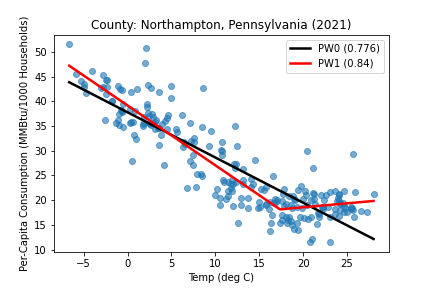 County: Northampton, Pennsylvania (2021)
PW0 (0.776)
PW1 (0.84)
Per-Capita Consumption (MMBtu/1000 Households)
50
45
40
35
30
25
20
15
10
−5 0 5 10 15 20 25
Temp (deg C)